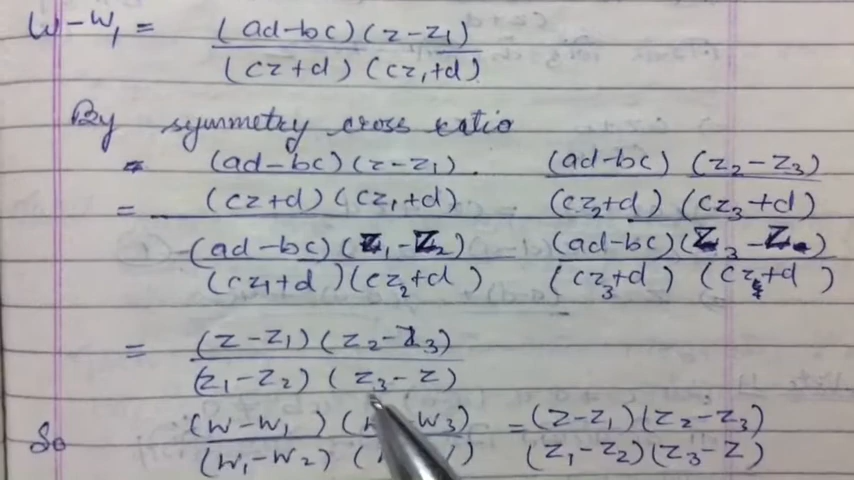 w-w₁ = (ad-bc)(z-z₁) / (cz+d)(cz₁+d)
By symmetry cross ratio
= (ad-bc)(z-z₁) . (ad-bc) (z₂-z₃)
(cz+d)(cz₁+d) (cz₂+d) (cz₃+d)
(ad-bc)(z₁-z₂) (ad-bc)(z₃-z)
(cz₁+d)(cz₂+d) (cz₃+d) (cz+d)
= (z-z₁)(z₂-z₃)
(z₁-z₂) (z₃-z)
(w-w₁)( w₃) = (z-z₁)(z₂-z₃)
So (w₁-w₂)( ) (z₁-z₂)(z₃-z)